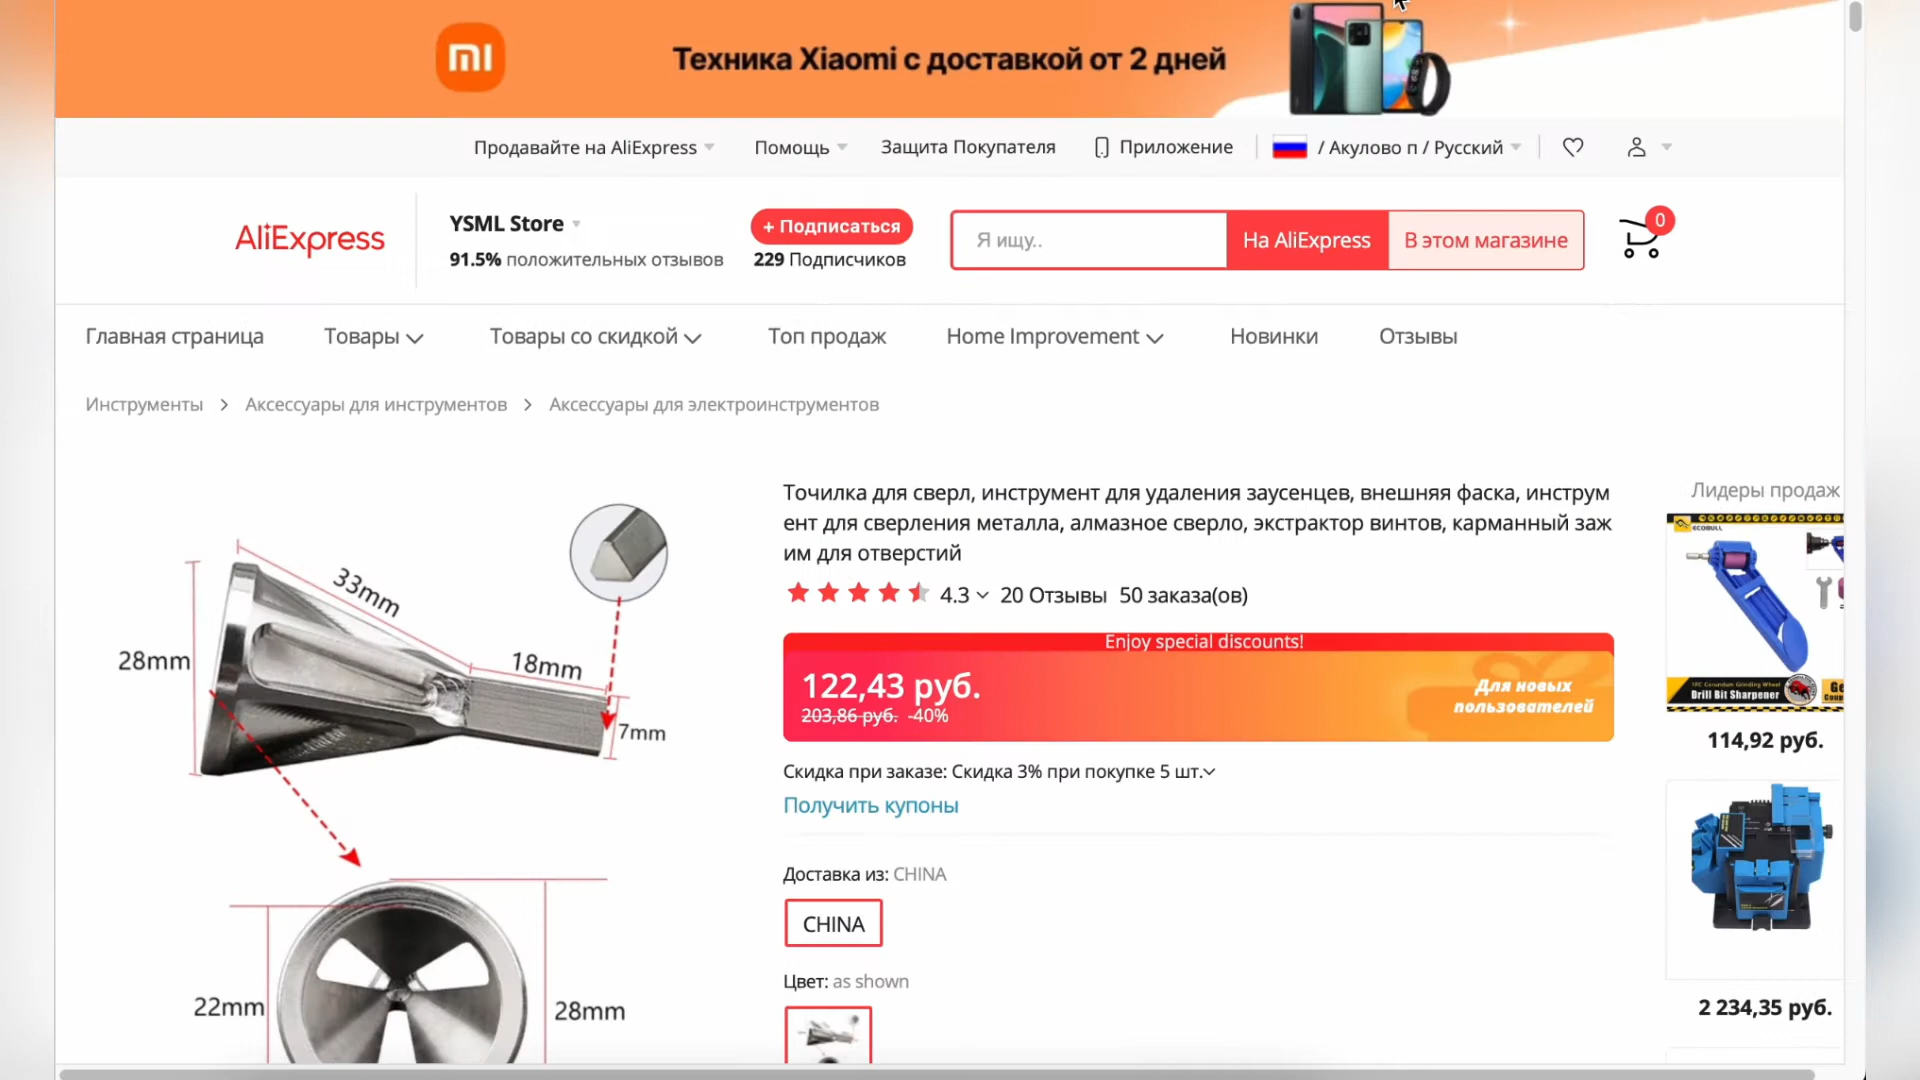 Техника Xiaomi с доставкой от 2 дней
Продавайте на AliExpress
Помощь
Защита Покупателя
Приложение
/ Акулово п / Русский
AliExpress
YSML Store
91.5% положительных отзывов
+ Подписаться
229 Подписчиков
Я ищу..
На AliExpress
В этом магазине
0
Главная страница
Товары
Товары со скидкой
Топ продаж
Home Improvement
Новинки
Отзывы
Инструменты > Аксессуары для инструментов > Аксессуары для электроинструментов
33mm
28mm
18mm
7mm
22mm
28mm
Точилка для сверл, инструмент для удаления заусенцев, внешняя фаска, инструм
ент для сверления металла, алмазное сверло, экстрактор винтов, карманный заж
им для отверстий
4.3
20 Отзывы
50 заказа(ов)
Enjoy special discounts!
122,43 руб.
203,86 руб. -40%
Для новых
пользователей
Скидка при заказе: Скидка 3% при покупке 5 шт.
Получить купоны
Доставка из: CHINA
CHINA
Цвет: as shown
Лидеры продаж
ECOBULL
1PC Corundum Grinding Wheel
Drill Bit Sharpener
114,92 руб.
2 234,35 руб.